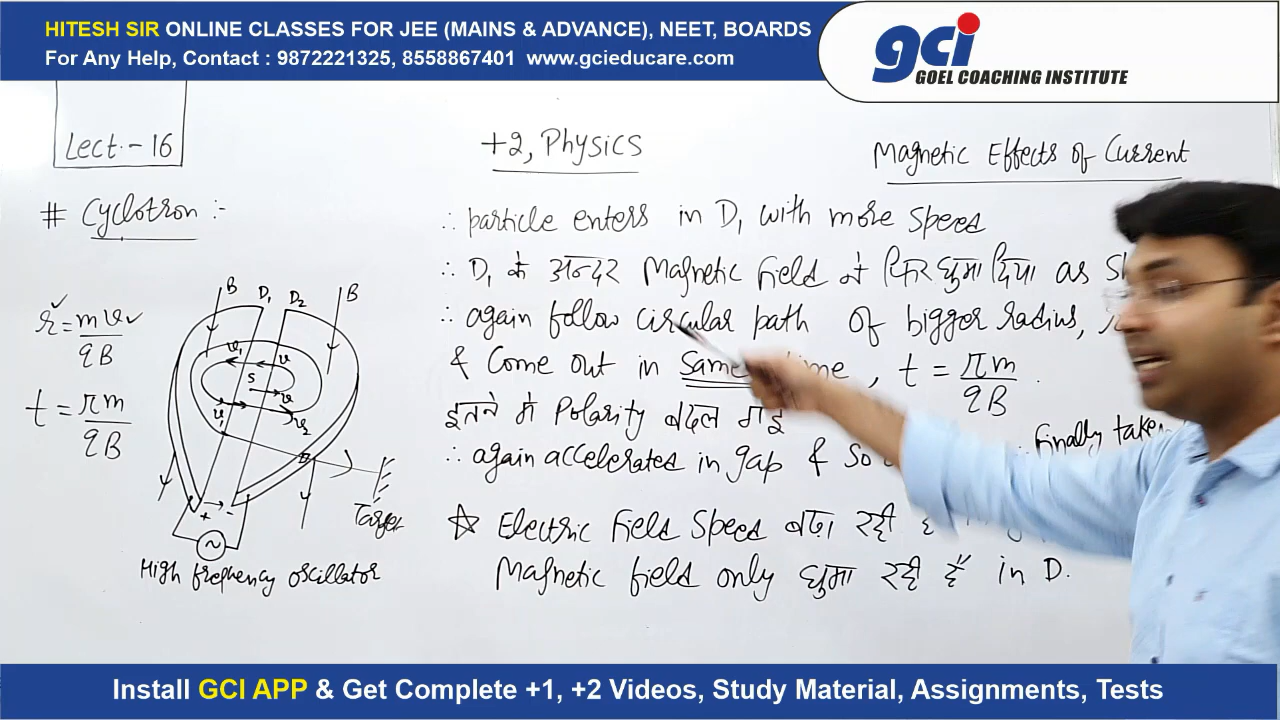 HITESH SIR ONLINE CLASSES FOR JEE (MAINS & ADVANCE), NEET, BOARDS
For Any Help, Contact : 9872221325, 8558867401 www.gcieducare.com
gci
GOEL COACHING INSTITUTE
Lect. - 16
+2, Physics
Magnetic Effects of Current
# Cyclotron :-
r = mv/qB
t = πm/qB
B D1 D2 B
v1 v
S
v
v1 v2
+ -
~
Target
High frequency oscillator
∴ particle enters in D1 with more Speed
∴ D1 के अन्दर Magnetic Field ने फिर घुमा दिया as
∴ again follow circular path of bigger radius,
& Come out in Same , t = πm/qB .
इतने में Polarity बदल गई
∴ again accelerated in gap & So
Finally
☆ Electric Field Speed बढ़ा रही
Magnetic field only घुमा रही है in D.
Install GCI APP & Get Complete +1, +2 Videos, Study Material, Assignments, Tests